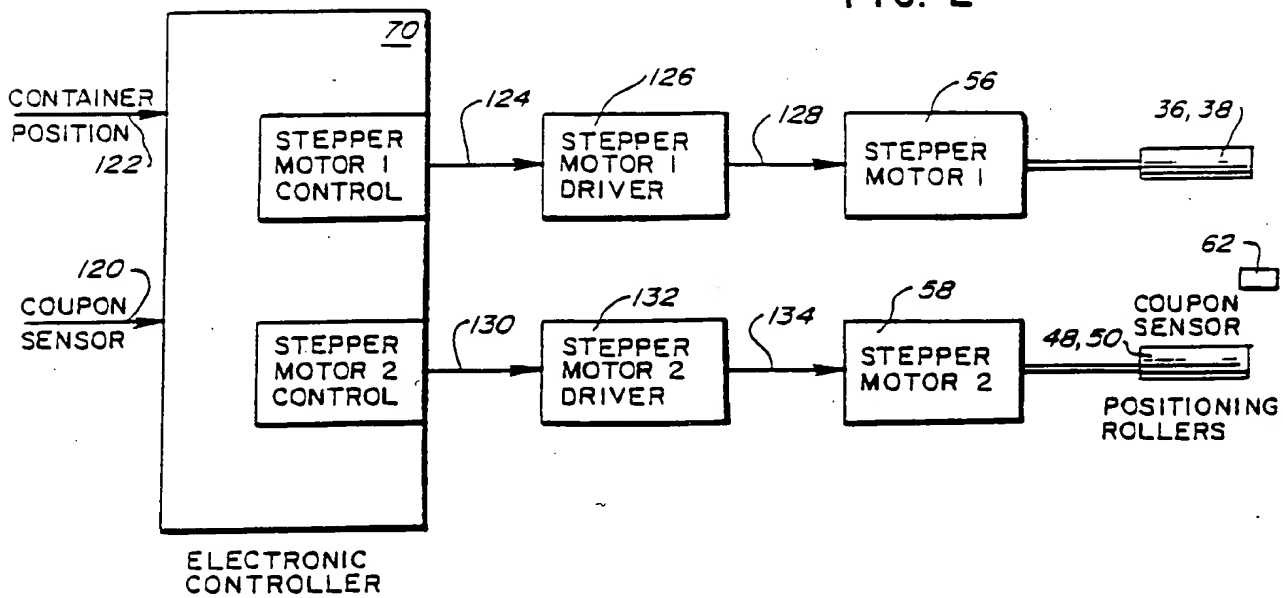 FIG. 2
70
CONTAINER
POSITION
122
STEPPER
MOTOR 1
CONTROL
124
126
STEPPER
MOTOR 1
DRIVER
128
56
STEPPER
MOTOR 1
36, 38
120
COUPON
SENSOR
STEPPER
MOTOR 2
CONTROL
130
132
STEPPER
MOTOR 2
DRIVER
134
58
STEPPER
MOTOR 2
62
COUPON
SENSOR
48, 50
POSITIONING
ROLLERS
ELECTRONIC
CONTROLLER